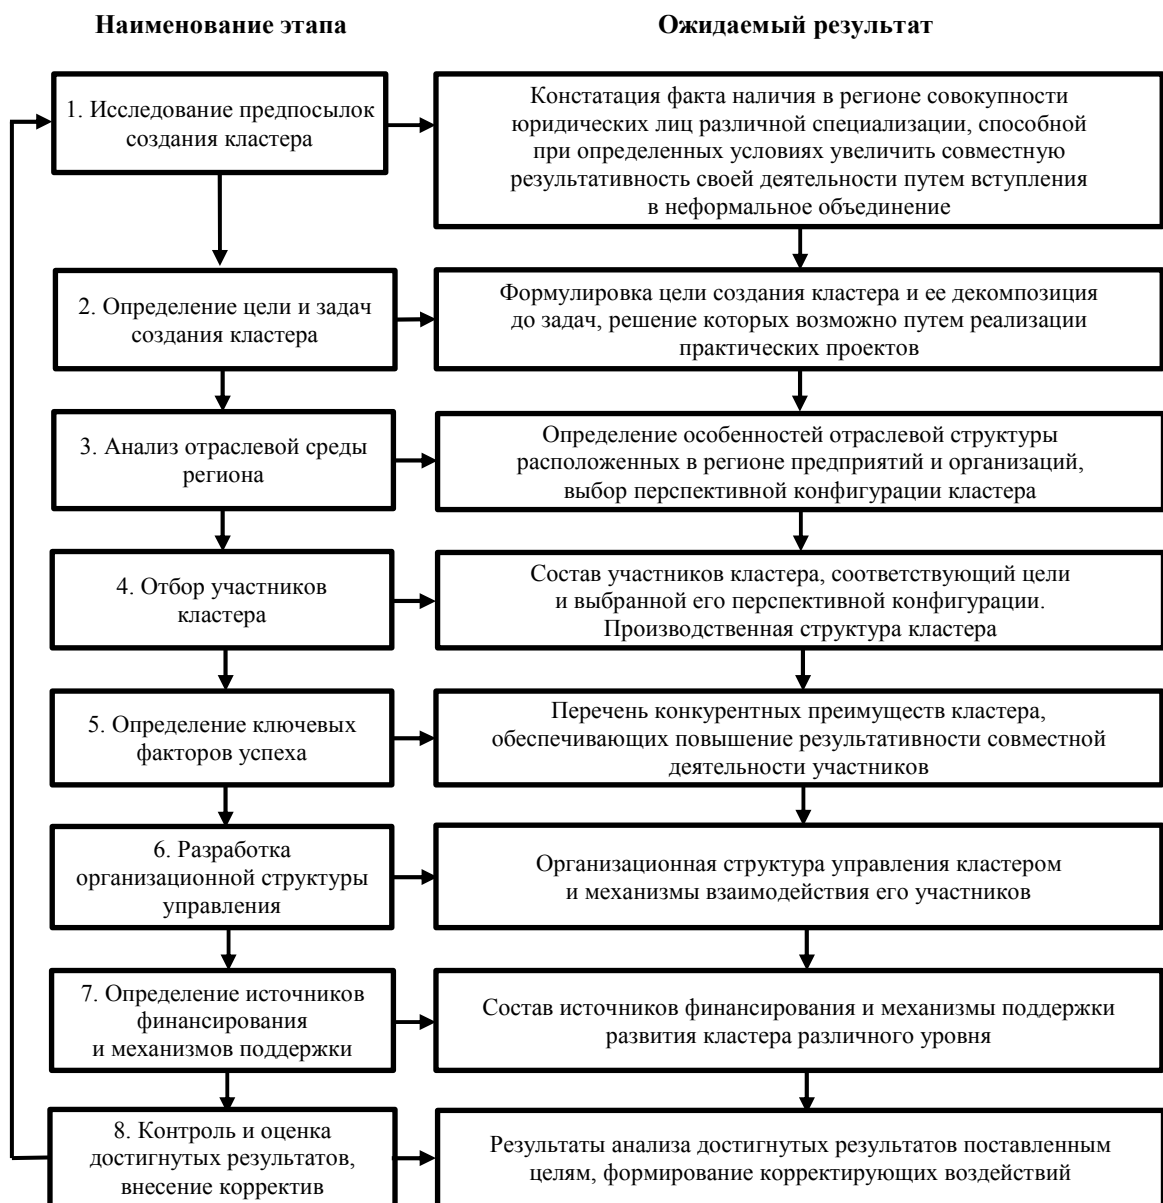 Наименование этапа
Ожидаемый результат
1. Исследование предпосылок
создания кластера
Констатация факта наличия в регионе совокупности
юридических лиц различной специализации, способной
при определенных условиях увеличить совместную
результативность своей деятельности путем вступления
в неформальное объединение
2. Определение цели и задач
создания кластера
Формулировка цели создания кластера и ее декомпозиция
до задач, решение которых возможно путем реализации
практических проектов
3. Анализ отраслевой среды
региона
Определение особенностей отраслевой структуры
расположенных в регионе предприятий и организаций,
выбор перспективной конфигурации кластера
4. Отбор участников
кластера
Состав участников кластера, соответствующий цели
и выбранной его перспективной конфигурации.
Производственная структура кластера
5. Определение ключевых
факторов успеха
Перечень конкурентных преимуществ кластера,
обеспечивающих повышение результативности совместной
деятельности участников
6. Разработка
организационной структуры
управления
Организационная структура управления кластером
и механизмы взаимодействия его участников
7. Определение источников
финансирования
и механизмов поддержки
Состав источников финансирования и механизмы поддержки
развития кластера различного уровня
8. Контроль и оценка
достигнутых результатов,
внесение корректив
Результаты анализа достигнутых результатов поставленным
целям, формирование корректирующих воздействий